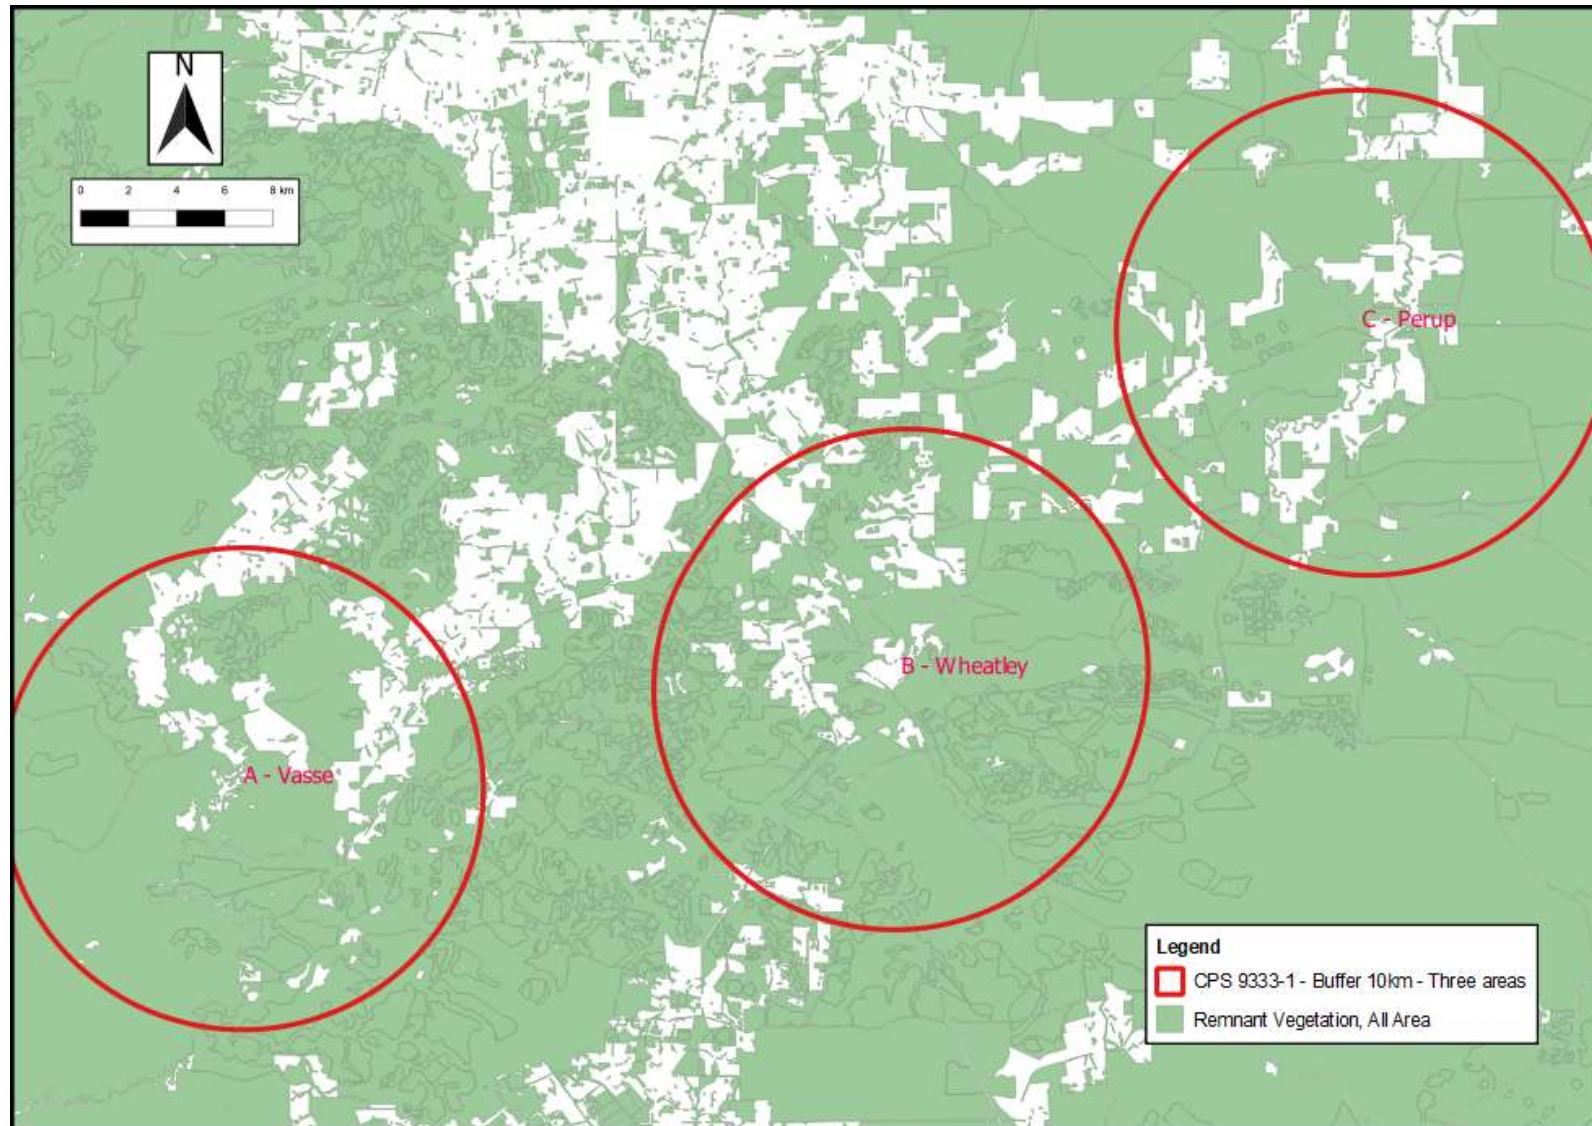 N
0 2 4 6 8 km
C - Perup
B - Wheatley
A - Vasse
Legend
CPS 9333-1 - Buffer 10km - Three areas
Remnant Vegetation, All Area